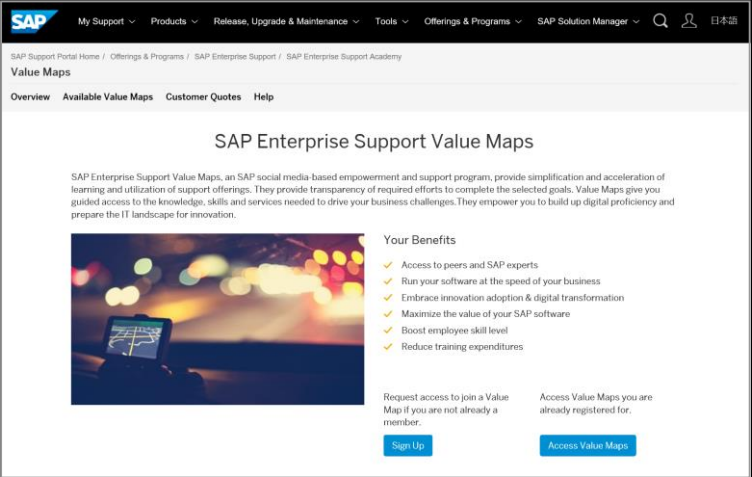 SAP My Support Products Release, Upgrade & Maintenance Tools Offerings & Programs SAP Solution Manager 日本語
SAP Support Portal Home / Offerings & Programs / SAP Enterprise Support / SAP Enterprise Support Academy
Value Maps
Overview Available Value Maps Customer Quotes Help
SAP Enterprise Support Value Maps
SAP Enterprise Support Value Maps, an SAP social media-based empowerment and support program, provide simplification and acceleration of
learning and utilization of support offerings. They provide transparency of required efforts to complete the selected goals. Value Maps give you
guided access to the knowledge, skills and services needed to drive your business challenges.They empower you to build up digital proficiency and
prepare the IT landscape for innovation.
Your Benefits
Access to peers and SAP experts
Run your software at the speed of your business
Embrace innovation adoption & digital transformation
Maximize the value of your SAP software
Boost employee skill level
Reduce training expenditures
Request access to join a Value
Map if you are not already a
member.
Sign Up
Access Value Maps you are
already registered for.
Access Value Maps